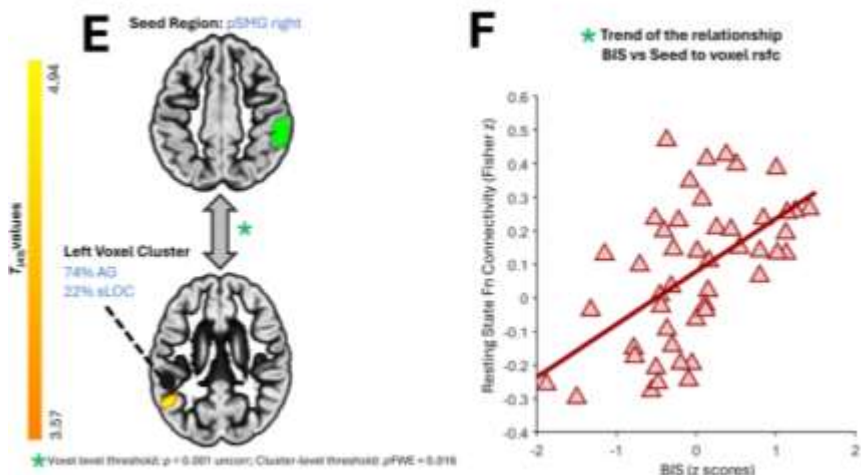 E
Seed Region: pSMG right
4.94
T(45) values
3.57
*
Left Voxel Cluster
74% AG
22% sLOC
* Voxel level threshold: p < 0.001 uncorr; Cluster-level threshold: pFWE = 0.016
F
* Trend of the relationship
BIS vs Seed to voxel rsfc
Resting State Fn Connectivity (Fisher z)
0.6
0.5
0.4
0.3
0.2
0.1
0
-0.1
-0.2
-0.3
-0.4
-2
-1
0
1
2
BIS (z scores)